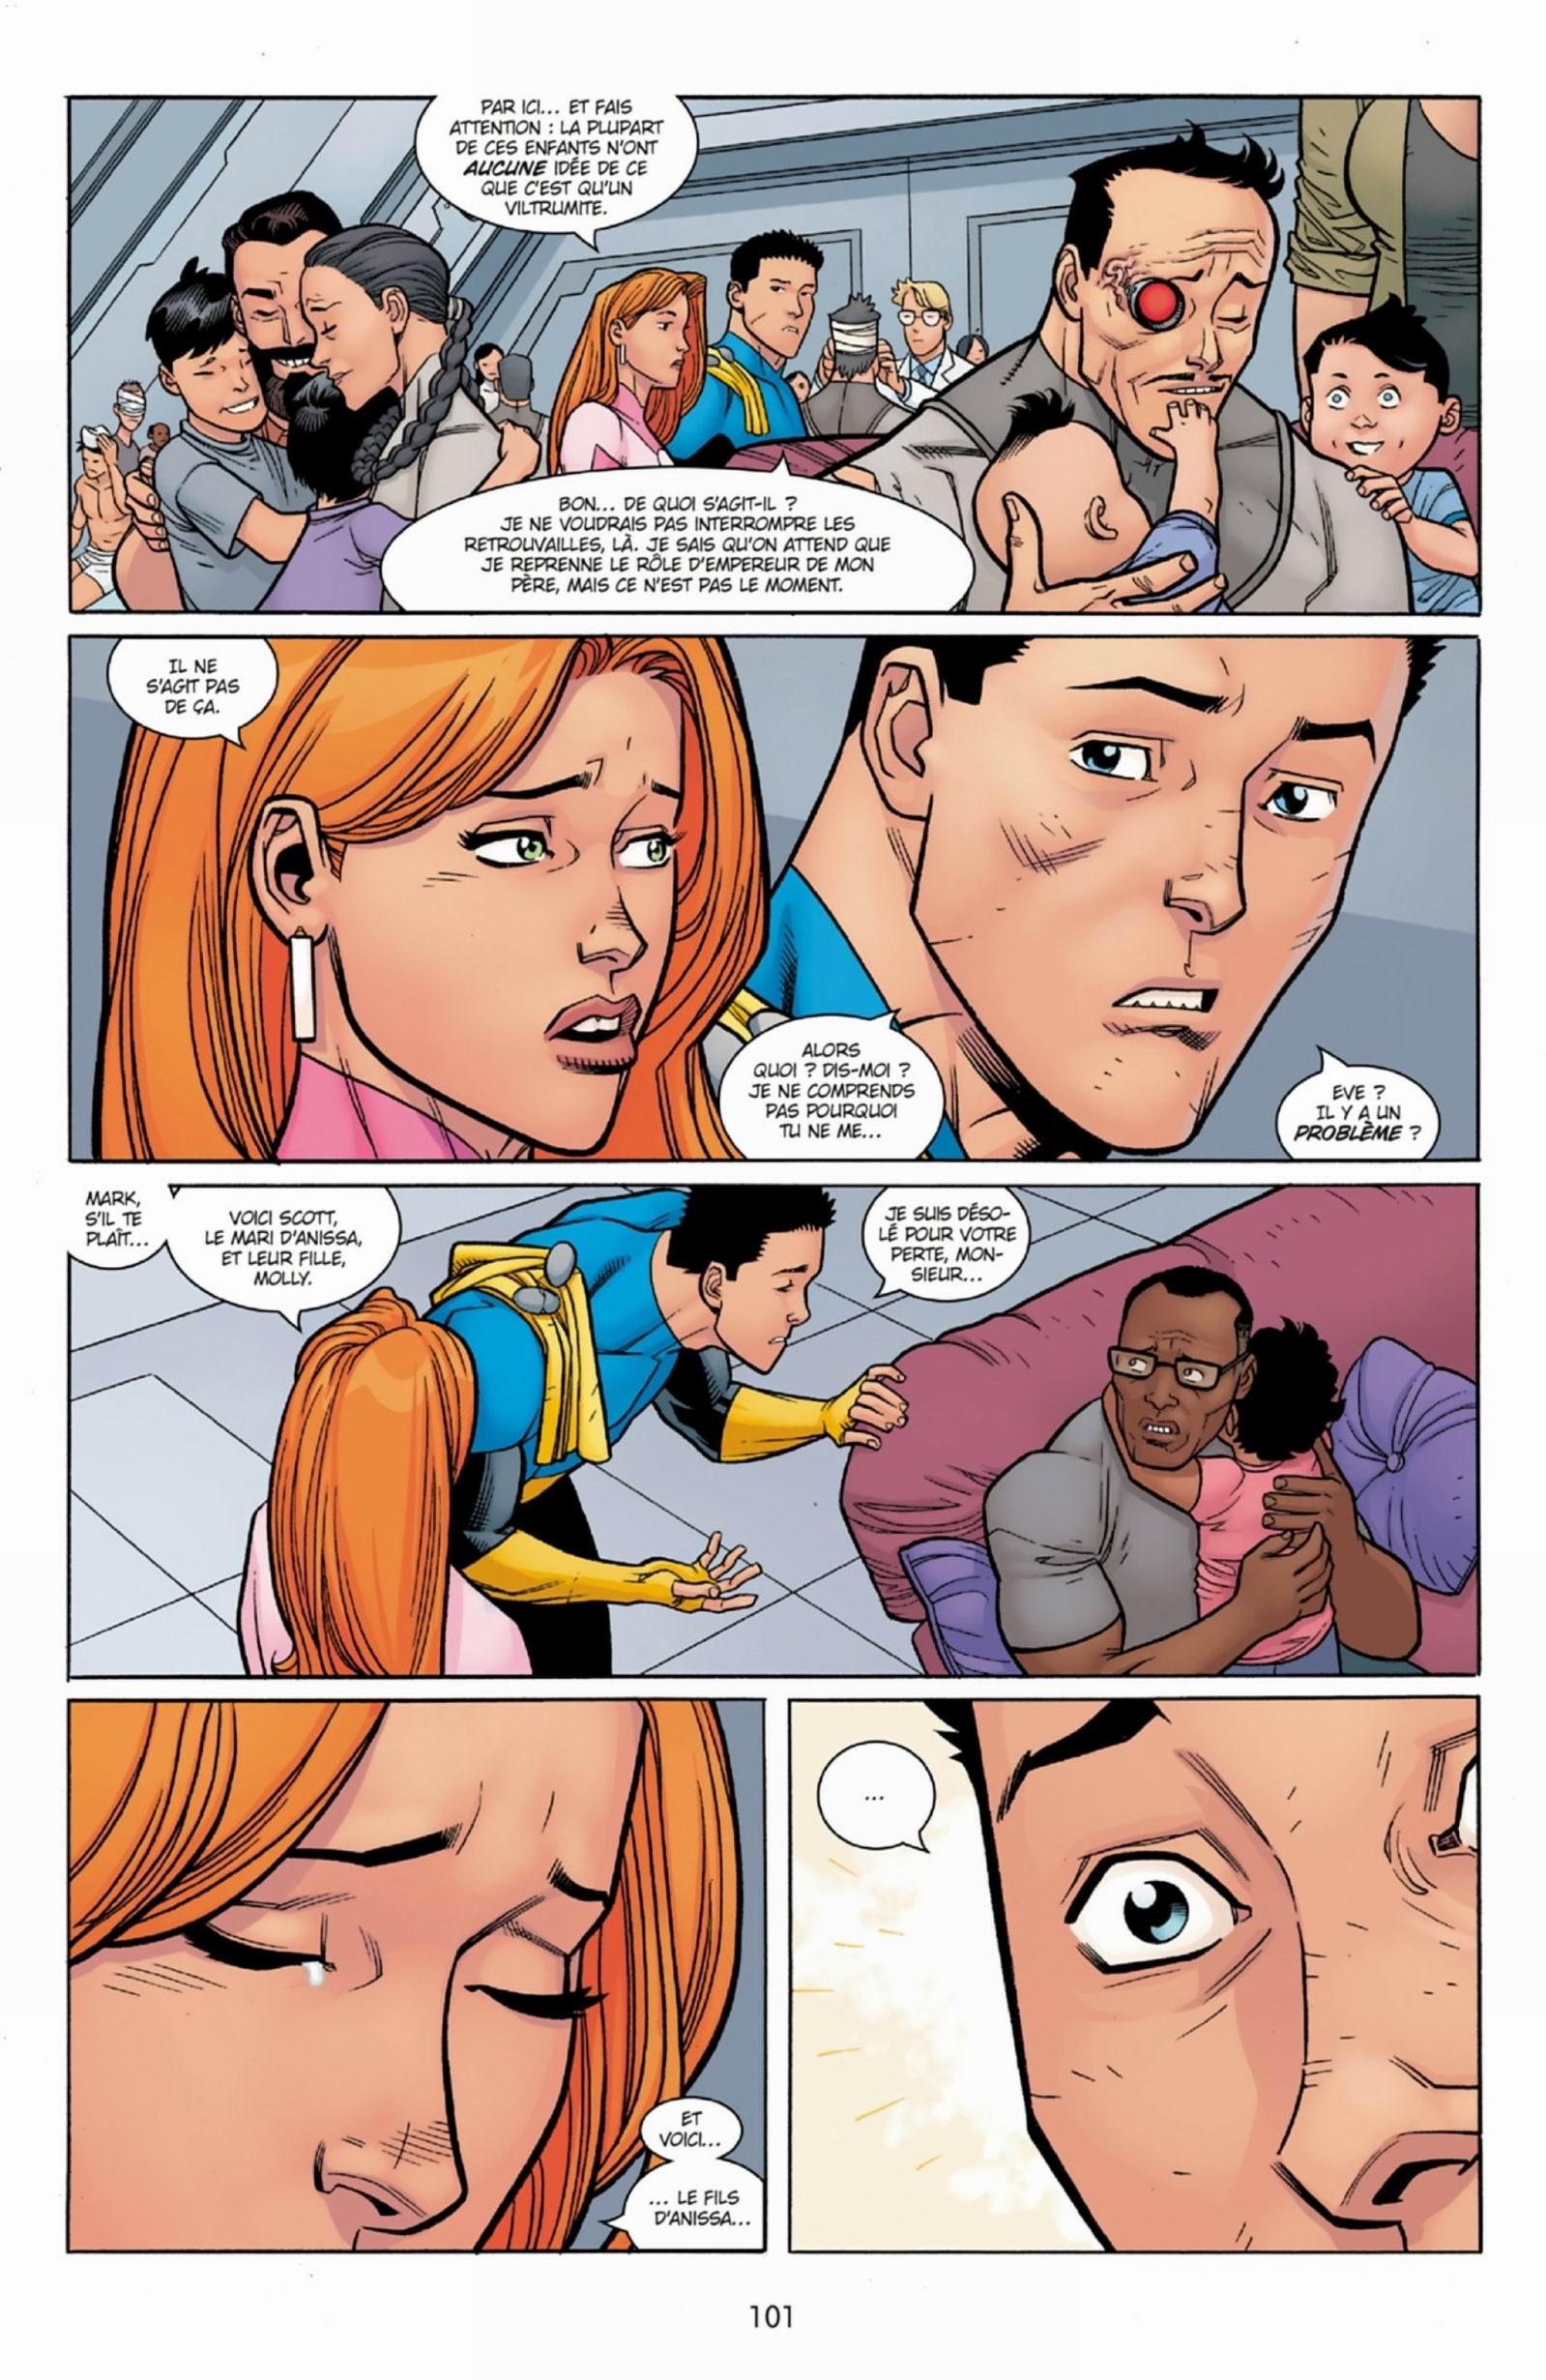 PAR ICI... ET FAIS
ATTENTION : LA PLUPART
DE CES ENFANTS N'ONT
AUCUNE IDÉE DE CE
QUE C'EST QU'UN
VILTRUMITE.
BON... DE QUOI S'AGIT-IL ?
JE NE VOUDRAIS PAS INTERROMPRE LES
RETROUVAILLES, LÀ. JE SAIS QU'ON ATTEND QUE
JE REPRENNE LE RÔLE D'EMPEREUR DE MON
PÈRE, MAIS CE N'EST PAS LE MOMENT.
IL NE
S'AGIT PAS
DE ÇA.
ALORS
QUOI ? DIS-MOI ?
JE NE COMPRENDS
PAS POURQUOI
TU NE ME...
EVE ?
IL Y A UN
PROBLÈME ?
MARK,
S'IL TE
PLAÎT...
VOICI SCOTT,
LE MARI D'ANISSA,
ET LEUR FILLE,
MOLLY.
JE SUIS DÉSO-
LÉ POUR VOTRE
PERTE, MON-
SIEUR...
ET
VOICI...
... LE FILS
D'ANISSA...
...
101